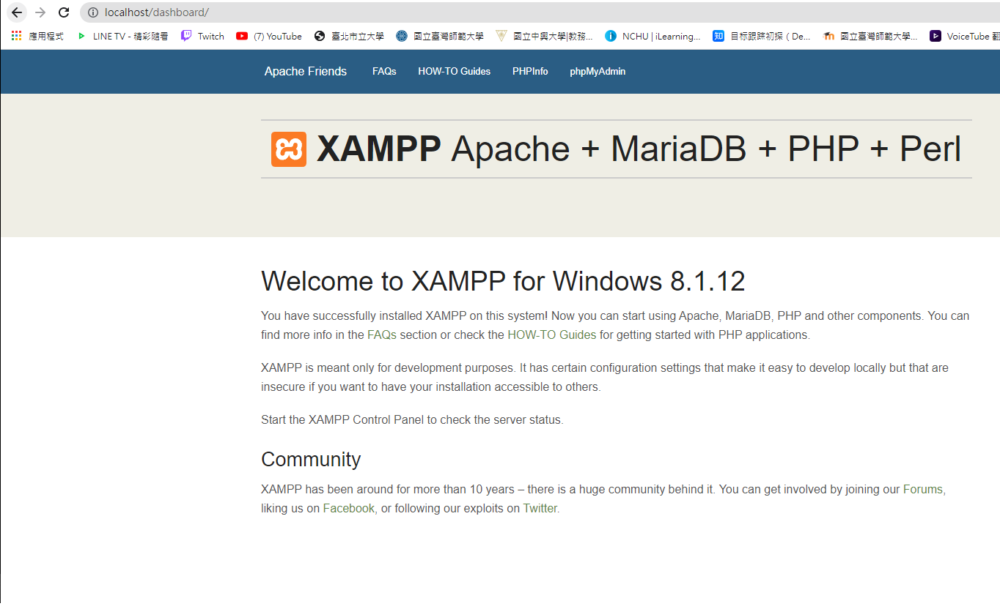 localhost/dashboard/
應用程式 LINE TV - 精彩隨看 Twitch (7) YouTube 臺北市立大學 國立臺灣師範大學 國立中興大學|教務... NCHU | iLearning... 知 目标跟踪初探 ( De... 國立臺灣師範大學... VoiceTube 翻
Apache Friends FAQs HOW-TO Guides PHPInfo phpMyAdmin
XAMPP Apache + MariaDB + PHP + Perl
Welcome to XAMPP for Windows 8.1.12
You have successfully installed XAMPP on this system! Now you can start using Apache, MariaDB, PHP and other components. You can
find more info in the FAQs section or check the HOW-TO Guides for getting started with PHP applications.
XAMPP is meant only for development purposes. It has certain configuration settings that make it easy to develop locally but that are
insecure if you want to have your installation accessible to others.
Start the XAMPP Control Panel to check the server status.
Community
XAMPP has been around for more than 10 years – there is a huge community behind it. You can get involved by joining our Forums,
liking us on Facebook, or following our exploits on Twitter.